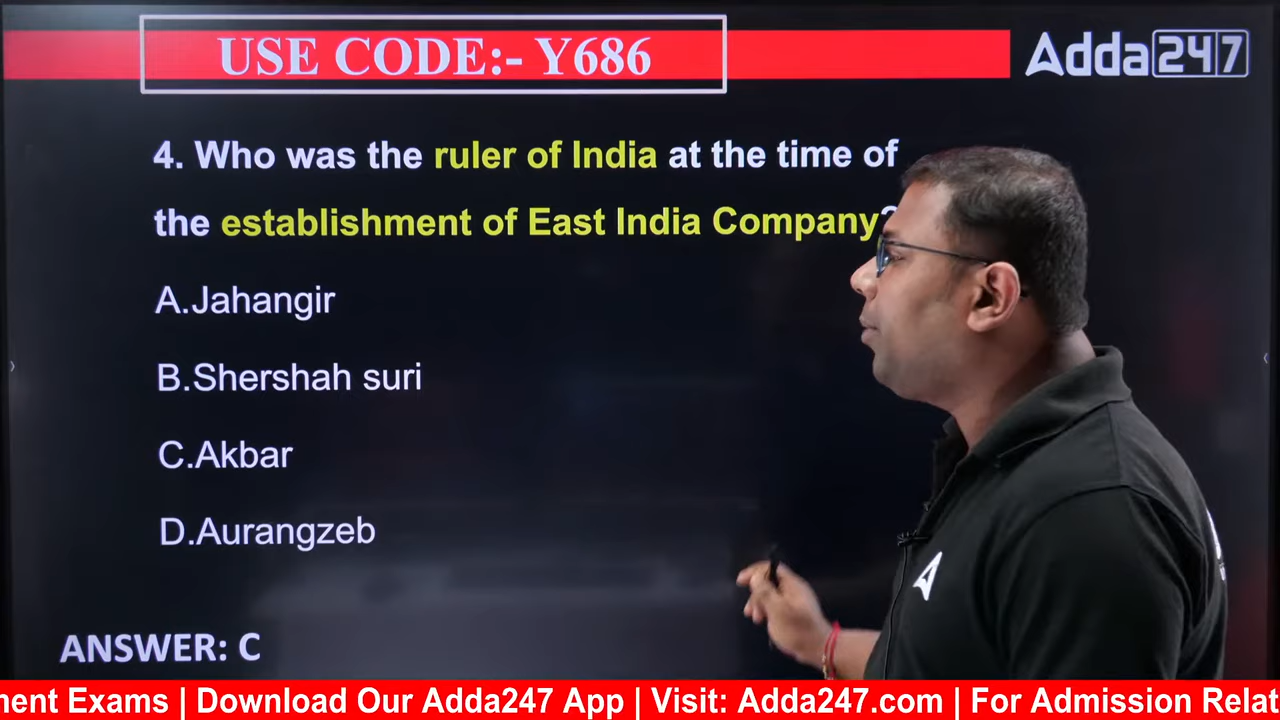 USE CODE:- Y686
Adda247
4. Who was the ruler of India at the time of
the establishment of East India Company?
A.Jahangir
B.Shershah suri
C.Akbar
D.Aurangzeb
ANSWER: C
ment Exams | Download Our Adda247 App | Visit: Adda247.com | For Admission Relat